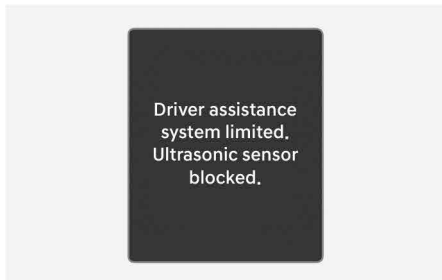 Driver assistance
system limited.
Ultrasonic sensor
blocked.